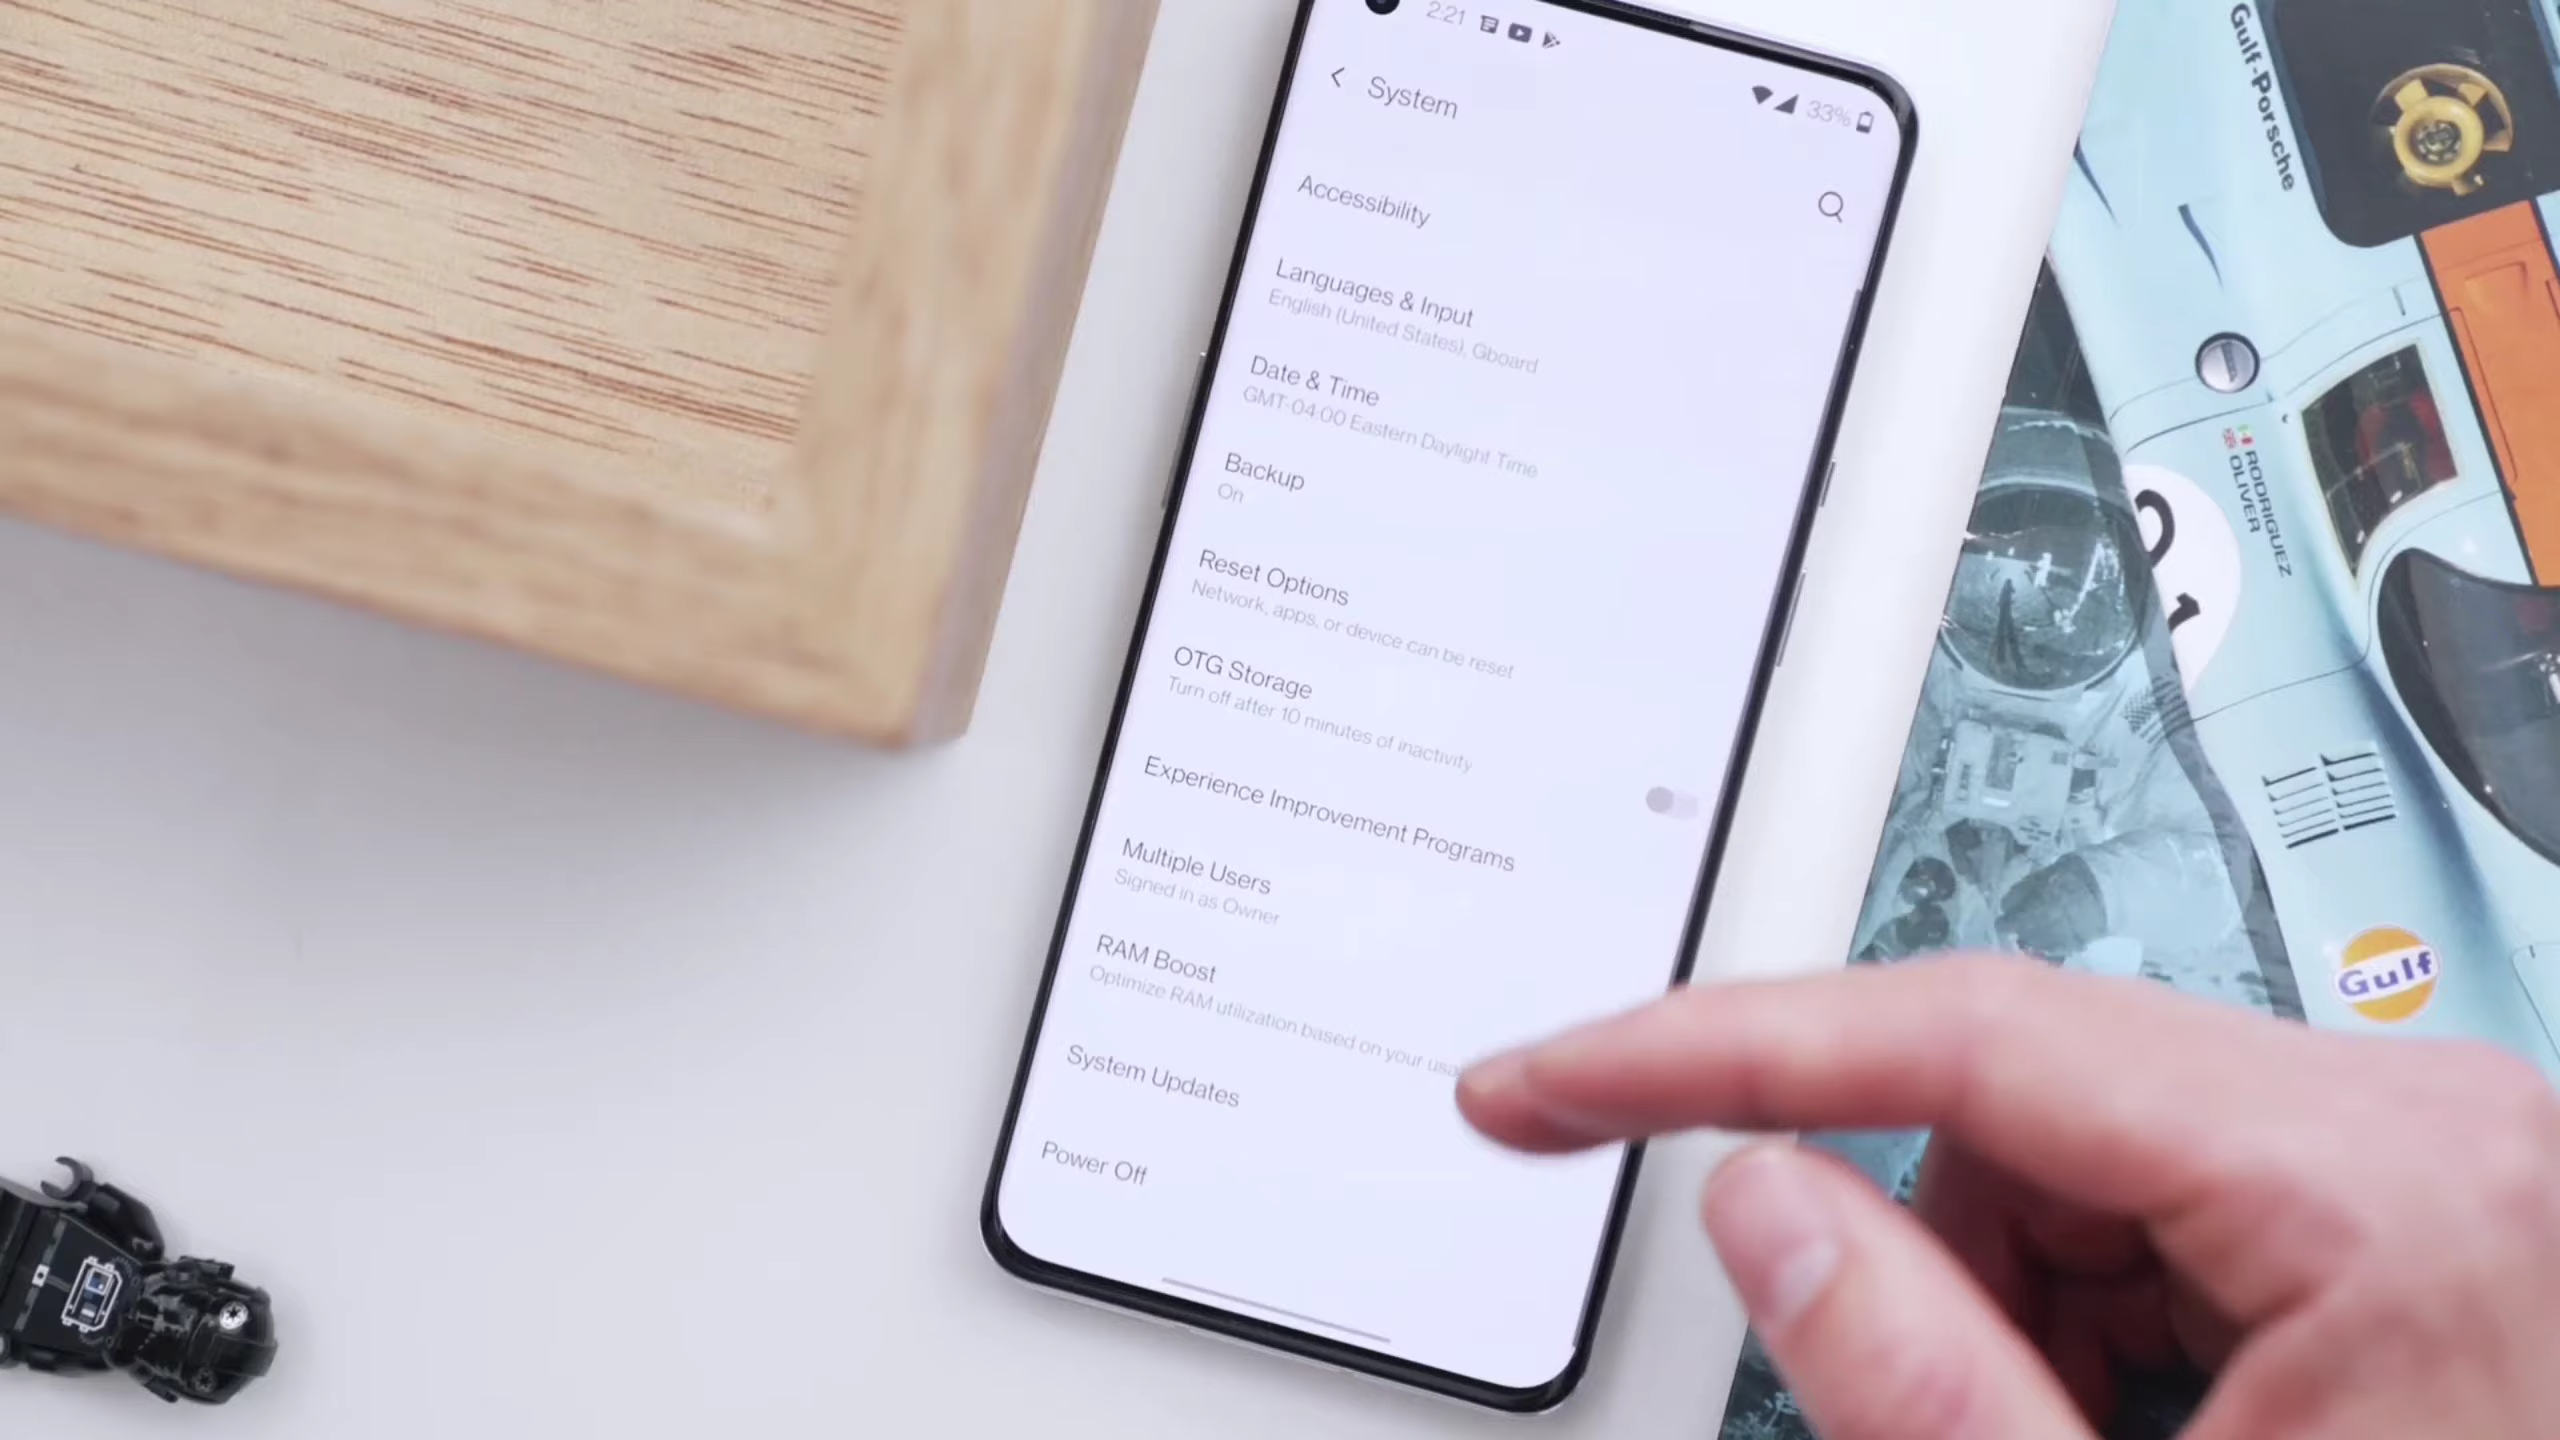 2:21
33%
System
Accessibility
Languages & Input
English (United States), Gboard
Date & Time
GMT-04:00 Eastern Daylight Time
Backup
On
Reset Options
Network, apps, or device can be reset
OTG Storage
Turn off after 10 minutes of inactivity
Experience Improvement Programs
Multiple Users
Signed in as Owner
RAM Boost
Optimize RAM utilization based on your
System Updates
Power Off
Gulf-Porsche
RODRIGUEZ
OLIVER
Gulf